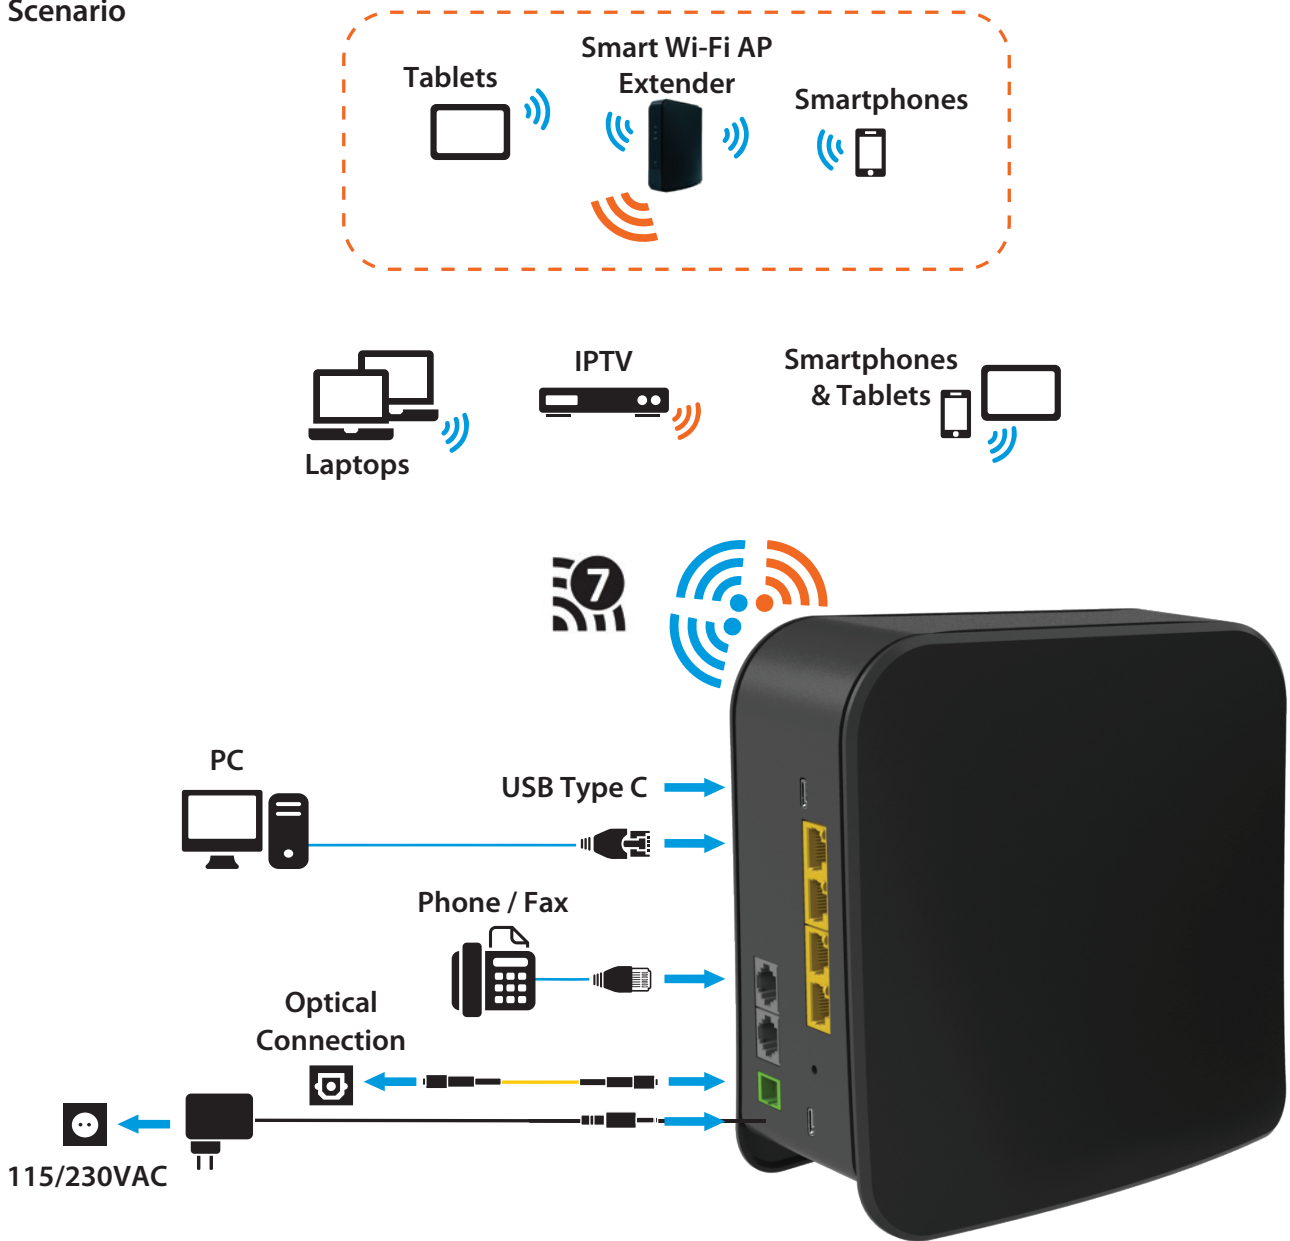 Scenario
Smart Wi-Fi AP
Extender
Tablets
Smartphones
IPTV
Smartphones
& Tablets
Laptops
7
PC
USB Type C
Phone / Fax
Optical
Connection
115/230VAC